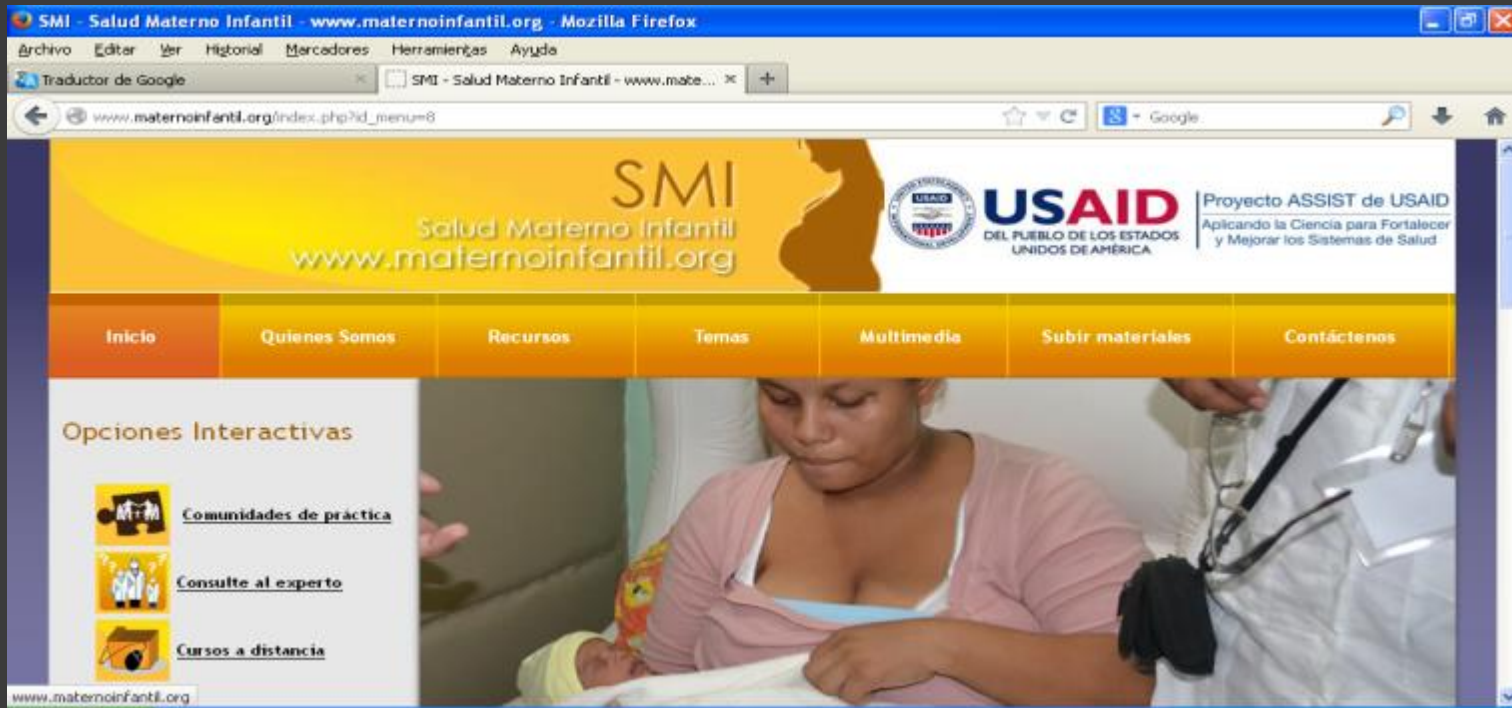 SMI - Salud Materno Infantil - www.maternoinfantil.org - Mozilla Firefox
Archivo Editar Ver Historial Marcadores Herramientas Ayuda
Traductor de Google
SMI - Salud Materno Infantil - www.mate...
www.maternoinfantil.org/index.php?id_menu=8
Google
SMI
Salud Materno Infantil
www.maternoinfantil.org
USAID
USAID
DEL PUEBLO DE LOS ESTADOS
UNIDOS DE AMÉRICA
Proyecto ASSIST de USAID
Aplicando la Ciencia para Fortalecer
y Mejorar los Sistemas de Salud
Inicio Quienes Somos Recursos Temas Multimedia Subir materiales Contáctenos
Opciones Interactivas
Comunidades de práctica
Consulte al experto
Cursos a distancia
www.maternoinfantil.org